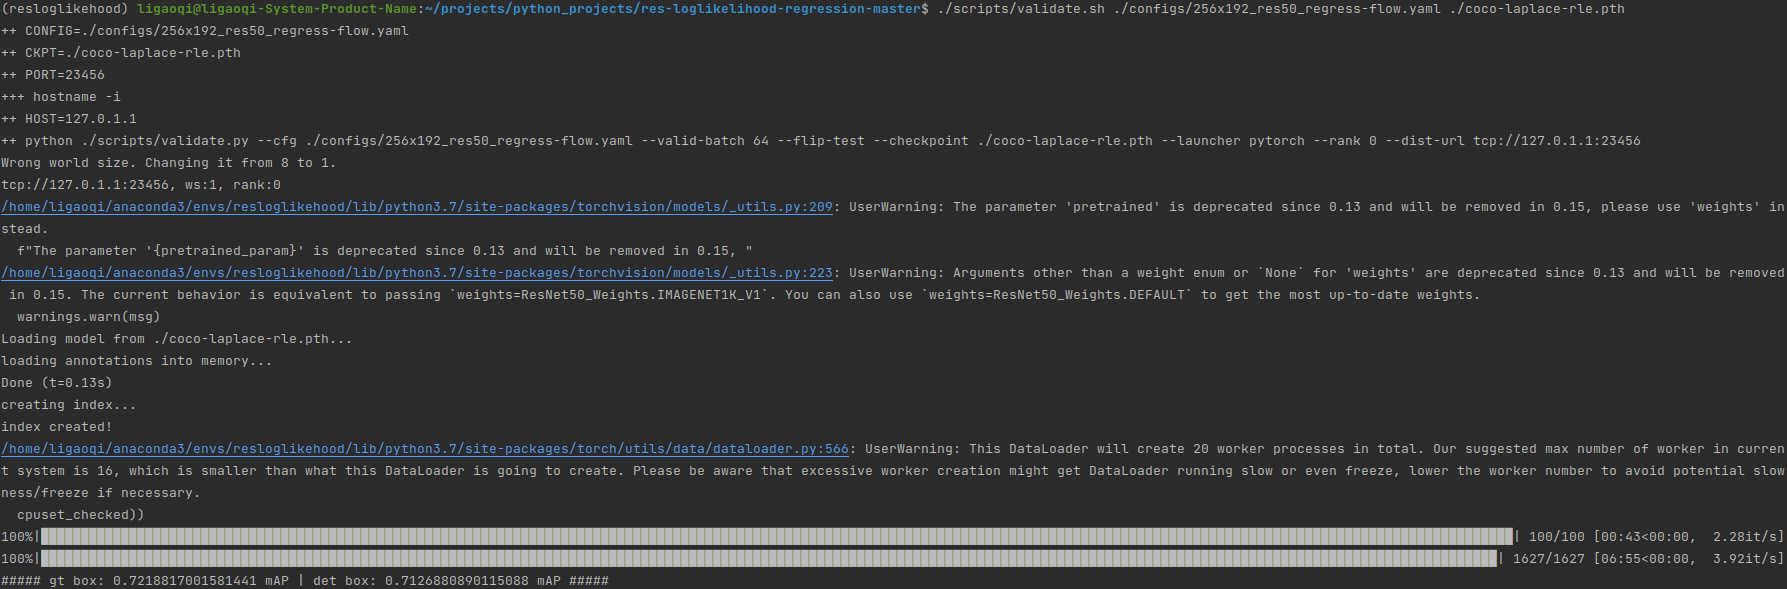 (resloglikehood) ligaoqi@ligaoqi-System-Product-Name:~/projects/python_projects/res-loglikelihood-regression-master$ ./scripts/validate.sh ./configs/256x192_res50_regress-flow.yaml ./coco-laplace-rle.pth
++ CONFIG=./configs/256x192_res50_regress-flow.yaml
++ CKPT=./coco-laplace-rle.pth
++ PORT=23456
+++ hostname -i
++ HOST=127.0.1.1
++ python ./scripts/validate.py --cfg ./configs/256x192_res50_regress-flow.yaml --valid-batch 64 --flip-test --checkpoint ./coco-laplace-rle.pth --launcher pytorch --rank 0 --dist-url tcp://127.0.1.1:23456
Wrong world size. Changing it from 8 to 1.
tcp://127.0.1.1:23456, ws:1, rank:0
/home/ligaoqi/anaconda3/envs/resloglikehood/lib/python3.7/site-packages/torchvision/models/_utils.py:209: UserWarning: The parameter 'pretrained' is deprecated since 0.13 and will be removed in 0.15, please use 'weights' in
stead.
  f"The parameter '{pretrained_param}' is deprecated since 0.13 and will be removed in 0.15, "
/home/ligaoqi/anaconda3/envs/resloglikehood/lib/python3.7/site-packages/torchvision/models/_utils.py:223: UserWarning: Arguments other than a weight enum or `None` for 'weights' are deprecated since 0.13 and will be removed
 in 0.15. The current behavior is equivalent to passing `weights=ResNet50_Weights.IMAGENET1K_V1`. You can also use `weights=ResNet50_Weights.DEFAULT` to get the most up-to-date weights.
  warnings.warn(msg)
Loading model from ./coco-laplace-rle.pth...
loading annotations into memory...
Done (t=0.13s)
creating index...
index created!
/home/ligaoqi/anaconda3/envs/resloglikehood/lib/python3.7/site-packages/torch/utils/data/dataloader.py:566: UserWarning: This DataLoader will create 20 worker processes in total. Our suggested max number of worker in curren
t system is 16, which is smaller than what this DataLoader is going to create. Please be aware that excessive worker creation might get DataLoader running slow or even freeze, lower the worker number to avoid potential slow
ness/freeze if necessary.
  cpuset_checked))
100%| | 100/100 [00:43<00:00,  2.28it/s]
100%| | 1627/1627 [06:55<00:00,  3.92it/s]
##### gt box: 0.7218817001581441 mAP | det box: 0.7126880890115088 mAP #####